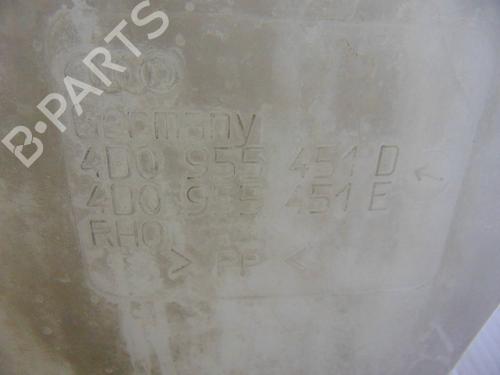 B-PARTS
Germany
4D0 955 451 D
4D0 955 451 E
RHO
> PP <